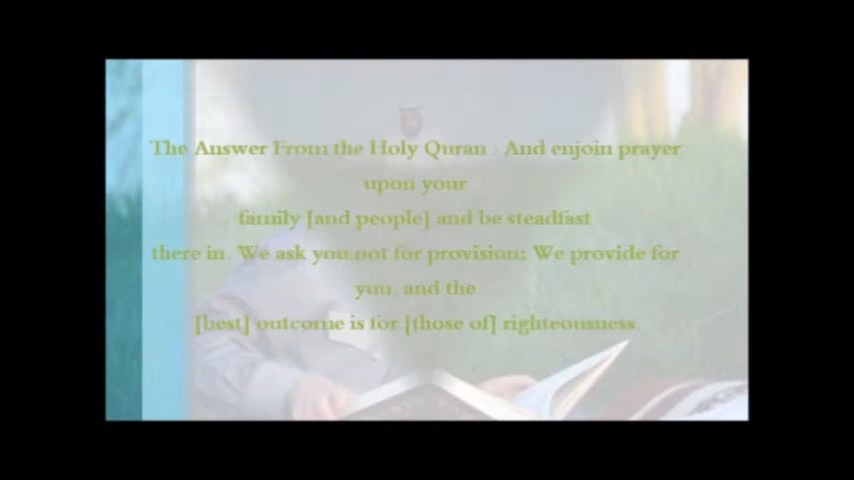 The Answer From the Holy Quran . And enjoin prayer
upon your
family [and people] and be steadfast
there in. We ask you not for provision; We provide for
you, and the
[best] outcome is for [those of] righteousness.